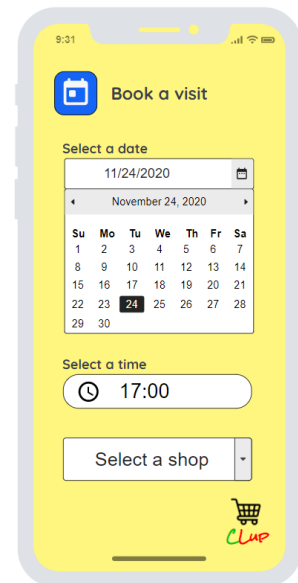 9:31
Book a visit
Select a date
11/24/2020
November 24, 2020
Su Mo Tu We Th Fr Sa
1 2 3 4 5 6 7
8 9 10 11 12 13 14
15 16 17 18 19 20 21
22 23 24 25 26 27 28
29 30
Select a time
17:00
Select a shop
CLup